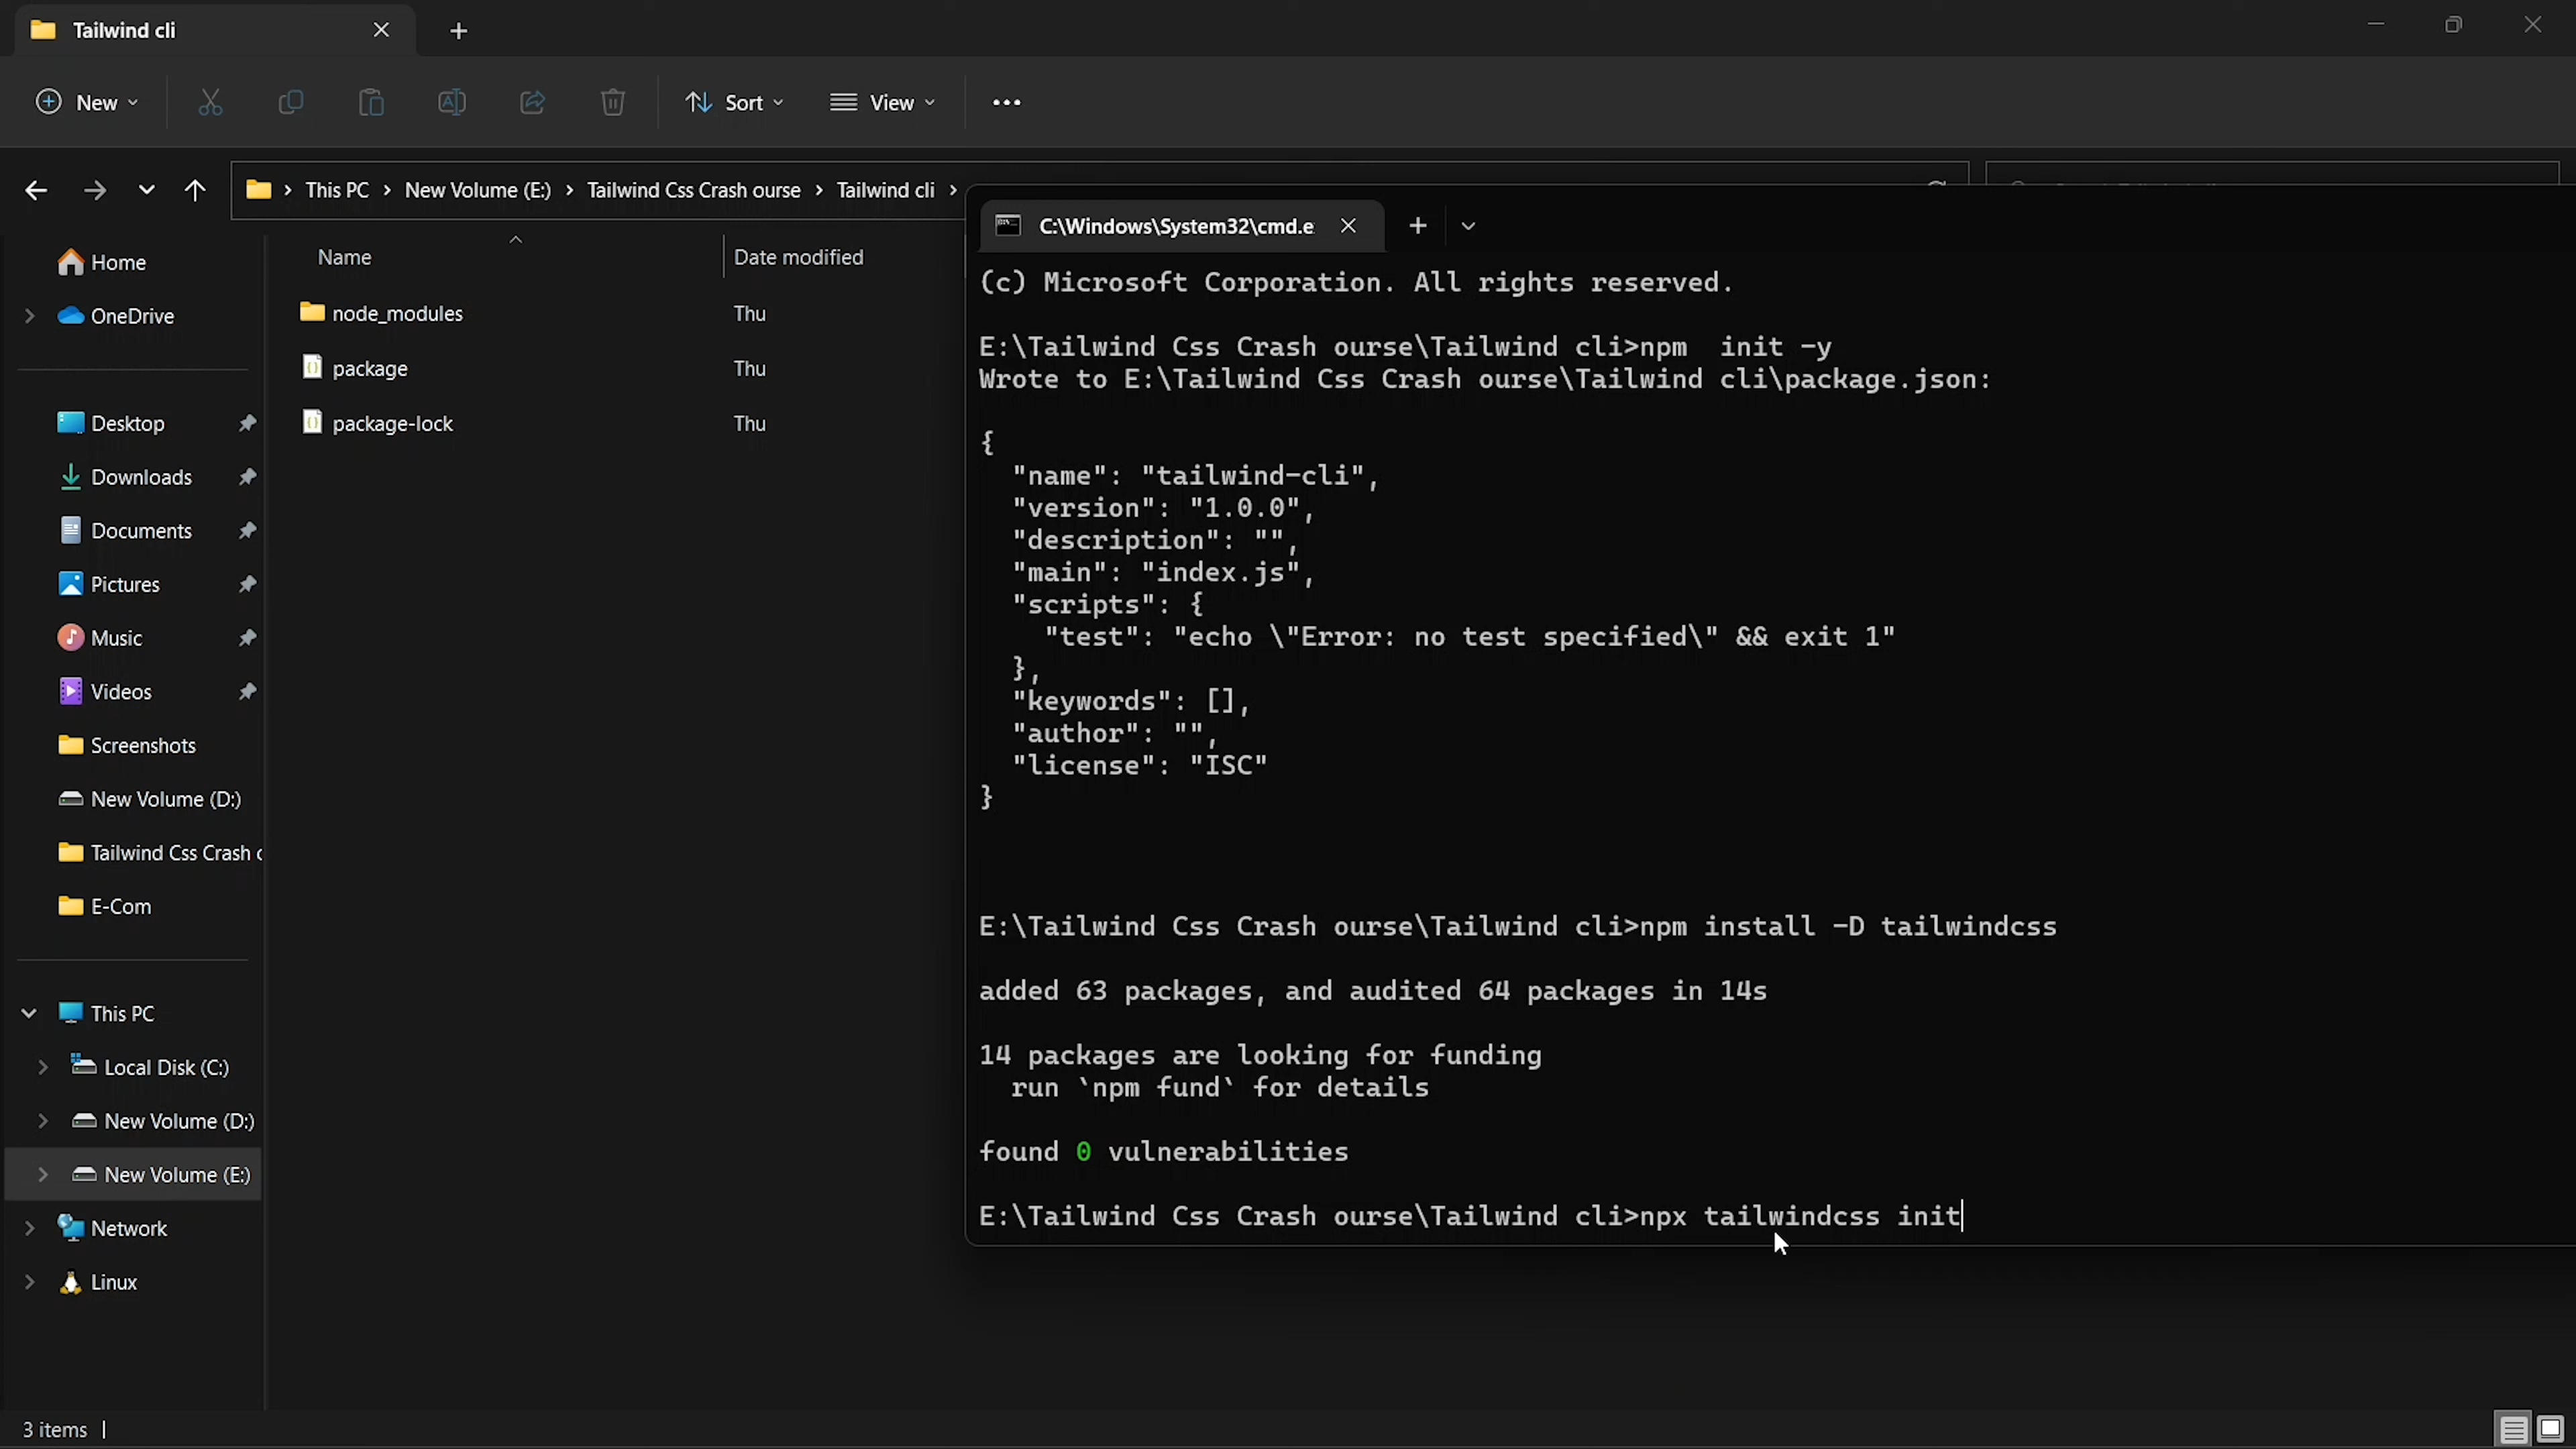 Tailwind cli
New
Sort
View
This PC > New Volume (E:) > Tailwind Css Crash ourse > Tailwind cli >
Home
OneDrive
Desktop
Downloads
Documents
Pictures
Music
Videos
Screenshots
New Volume (D:)
Tailwind Css Crash
E-Com
This PC
Local Disk (C:)
New Volume (D:)
New Volume (E:)
Network
Linux
Name Date modified
node_modules Thu
package Thu
package-lock Thu
C:\Windows\System32\cmd.e
(c) Microsoft Corporation. All rights reserved.
E:\Tailwind Css Crash ourse\Tailwind cli>npm  init -y
Wrote to E:\Tailwind Css Crash ourse\Tailwind cli\package.json:
{
"name": "tailwind-cli",
"version": "1.0.0",
"description": "",
"main": "index.js",
"scripts": {
"test": "echo \"Error: no test specified\" && exit 1"
},
"keywords": [],
"author": "",
"license": "ISC"
}
E:\Tailwind Css Crash ourse\Tailwind cli>npm install -D tailwindcss
added 63 packages, and audited 64 packages in 14s
14 packages are looking for funding
run `npm fund` for details
found 0 vulnerabilities
E:\Tailwind Css Crash ourse\Tailwind cli>npx tailwindcss init
3 items